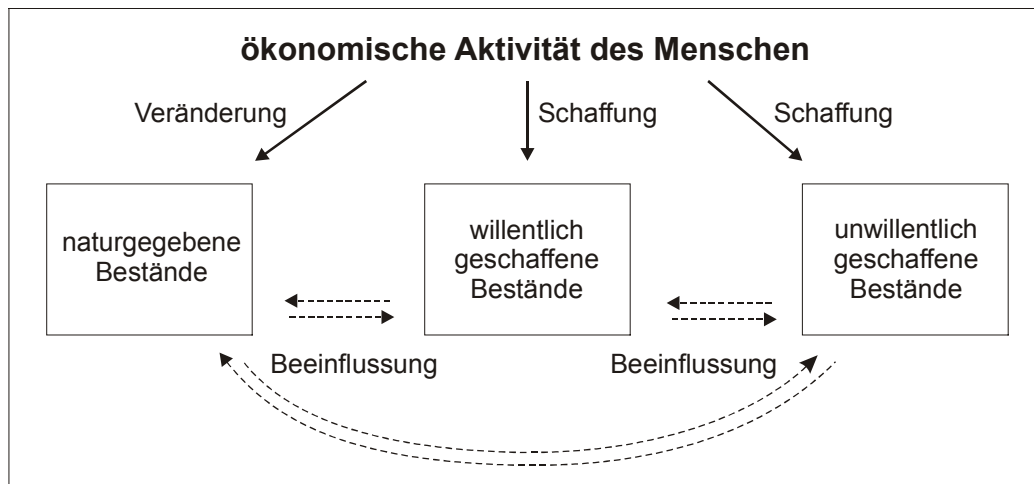 ökonomische Aktivität des Menschen
Veränderung
Schaffung
Schaffung
naturgegebene
Bestände
willentlich
geschaffene
Bestände
unwillentlich
geschaffene
Bestände
Beeinflussung
Beeinflussung